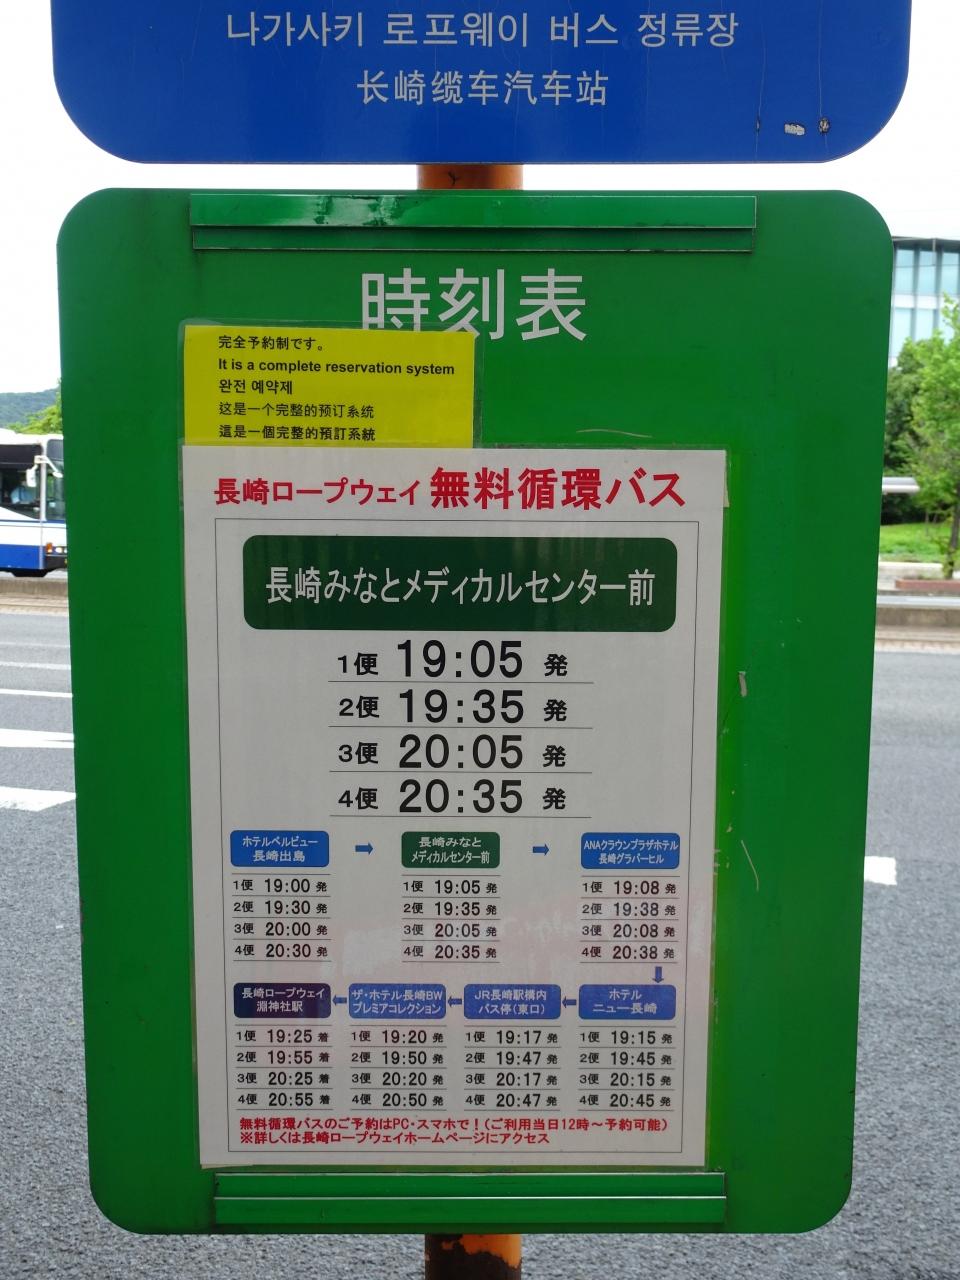 나가사키 로프웨이 버스 정류장
长崎缆车汽车站
時刻表
完全予約制です。
It is a complete reservation system
완전 예약제
这是一个完整的预订系统
這是一個完整的預訂系統
長崎ロープウェイ 無料循環バス
長崎みなとメディカルセンター前
1便 19:05 発
2便 19:35 発
3便 20:05 発
4便 20:35 発
ホテルベルビュー
長崎出島
1便 19:00 発
2便 19:30 発
3便 20:00 発
4便 20:30 発
➡
長崎みなと
メディカルセンター前
1便 19:05 発
2便 19:35 発
3便 20:05 発
4便 20:35 発
➡
ANAクラウンプラザホテル
長崎グラバーヒル
1便 19:08 発
2便 19:38 発
3便 20:08 発
4便 20:38 発
⬇
ホテル
ニュー長崎
1便 19:15 発
2便 19:45 発
3便 20:15 発
4便 20:45 発
⬅
JR長崎駅構内
バス停(東口)
1便 19:17 発
2便 19:47 発
3便 20:17 発
4便 20:47 発
⬅
ザ・ホテル長崎BW
プレミアコレクション
1便 19:20 発
2便 19:50 発
3便 20:20 発
4便 20:50 発
⬅
長崎ロープウェイ
淵神社駅
1便 19:25 着
2便 19:55 着
3便 20:25 着
4便 20:55 着
無料循環バスのご予約はPC・スマホで!(ご利用当日12時〜予約可能)
※詳しくは長崎ロープウェイホームページにアクセス